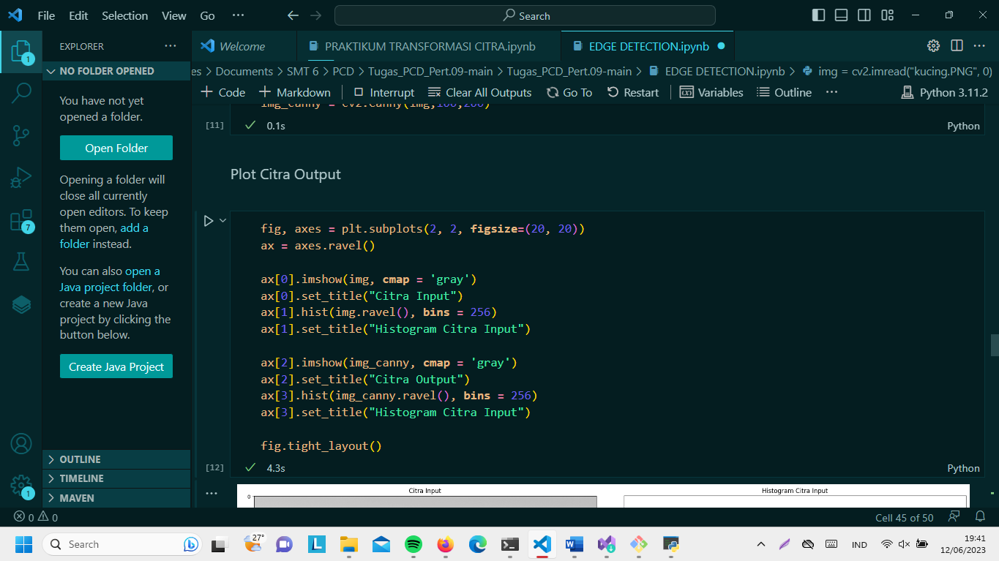 File Edit Selection View Go ··· Search
EXPLORER ···
Welcome
PRAKTIKUM TRANSFORMASI CITRA.ipynb
EDGE DETECTION.ipynb
NO FOLDER OPENED
es > Documents > SMT 6 > PCD > Tugas_PCD_Pert.09-main > Tugas_PCD_Pert.09-main > EDGE DETECTION.ipynb > img = cv2.imread("kucing.PNG", 0)
+ Code + Markdown Interrupt Clear All Outputs Go To Restart Variables Outline ··· Python 3.11.2
You have not yet
opened a folder.
Open Folder
Opening a folder will
close all currently
open editors. To keep
them open, add a
folder instead.
You can also open a
Java project folder, or
create a new Java
project by clicking the
button below.
Create Java Project
OUTLINE
TIMELINE
MAVEN
1
7
1
[11] 0.1s Python
Plot Citra Output
fig, axes = plt.subplots(2, 2, figsize=(20, 20))
ax = axes.ravel()
ax[0].imshow(img, cmap = 'gray')
ax[0].set_title("Citra Input")
ax[1].hist(img.ravel(), bins = 256)
ax[1].set_title("Histogram Citra Input")
ax[2].imshow(img_canny, cmap = 'gray')
ax[2].set_title("Citra Output")
ax[3].hist(img_canny.ravel(), bins = 256)
ax[3].set_title("Histogram Citra Input")
fig.tight_layout()
[12] 4.3s Python
···
Citra Input
Histogram Citra Input
0
0 0
Cell 45 of 50
Search
27°
L
IND
19:41
12/06/2023